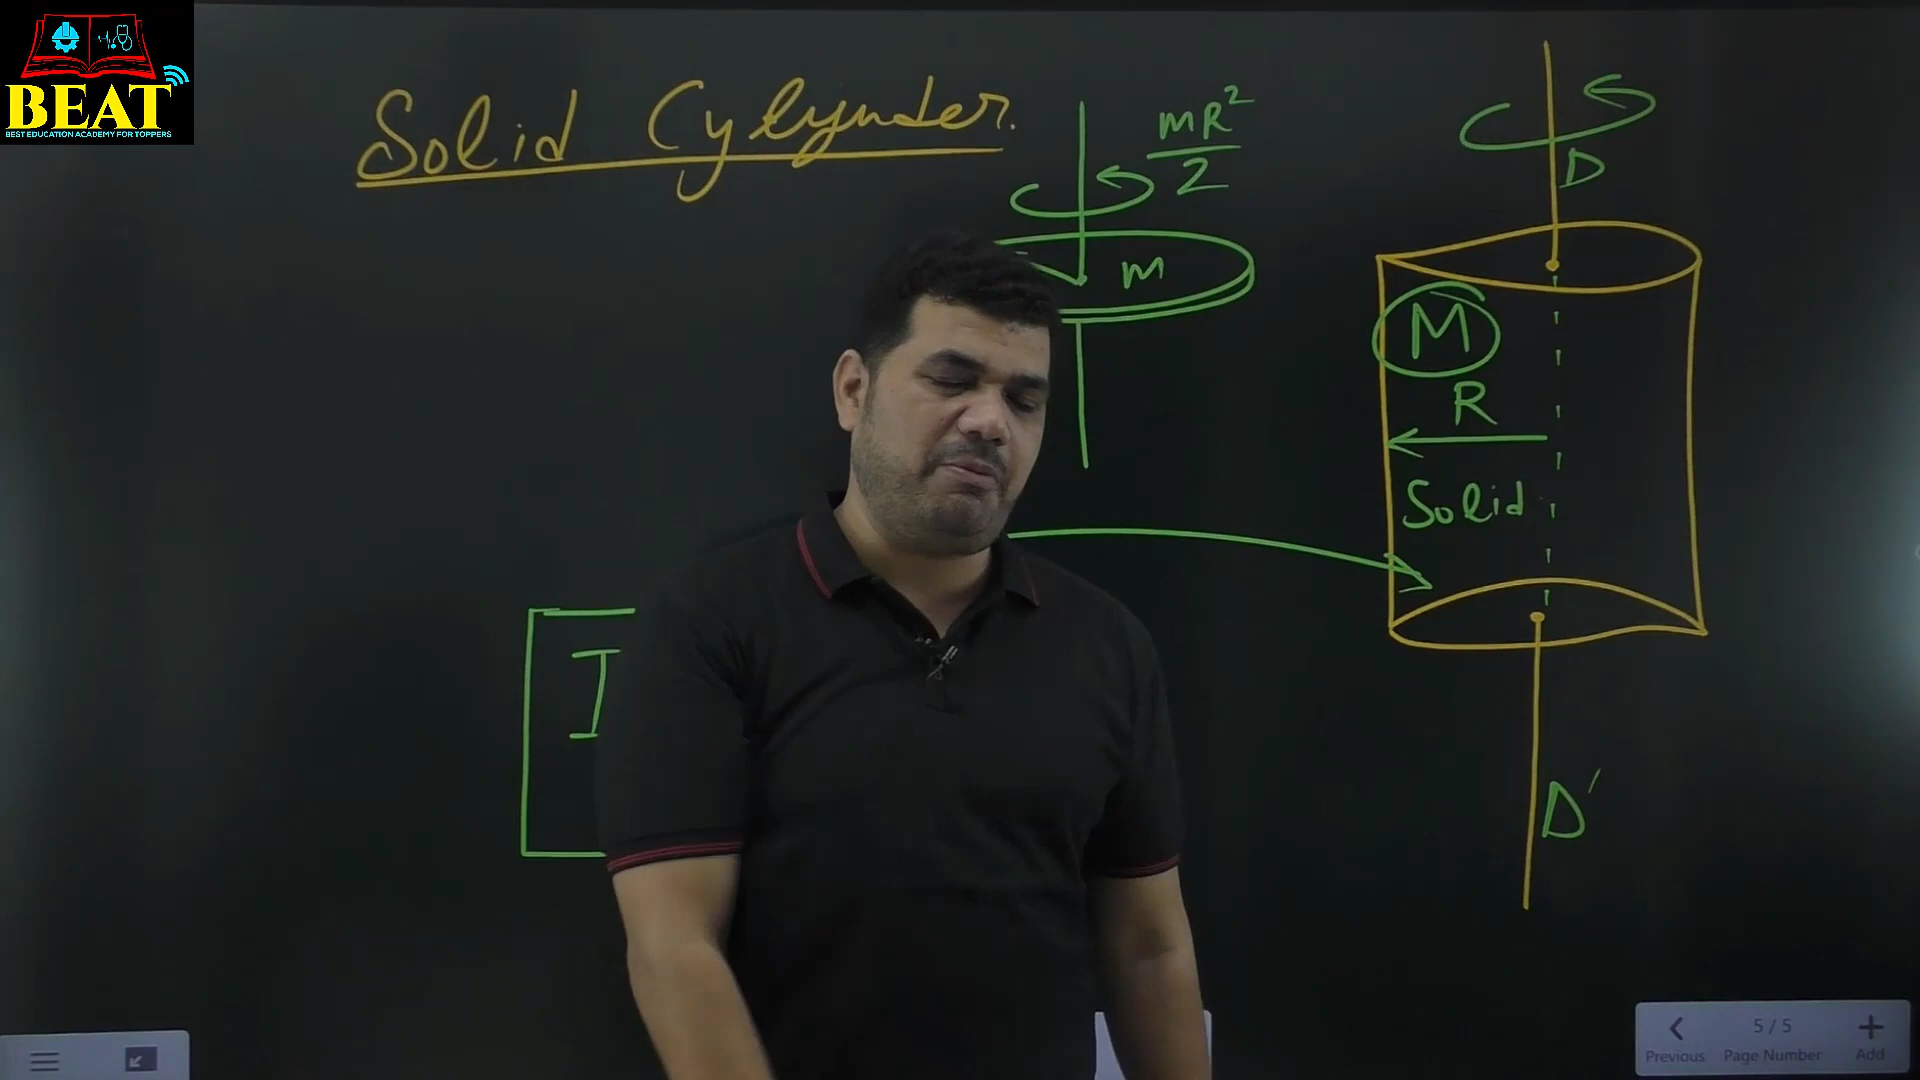 BEAT
BEST EDUCATION ACADEMY FOR TOPPERS
Solid Cylynder.
mR²
2
m
D
M
R
Solid
I
D'
5 / 5
Previous Page Number Add